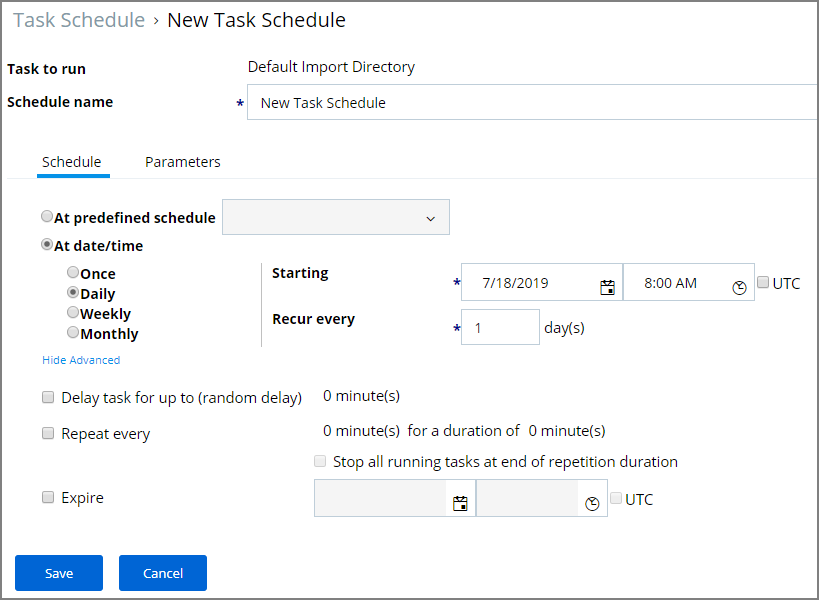 Task Schedule › New Task Schedule
Task to run Default Import Directory
Schedule name * New Task Schedule
Schedule Parameters
At predefined schedule
At date/time
Once
Daily
Weekly
Monthly
Starting * 7/18/2019 8:00 AM UTC
Recur every * 1 day(s)
Hide Advanced
Delay task for up to (random delay) 0 minute(s)
Repeat every 0 minute(s) for a duration of 0 minute(s)
Stop all running tasks at end of repetition duration
Expire UTC
Save Cancel